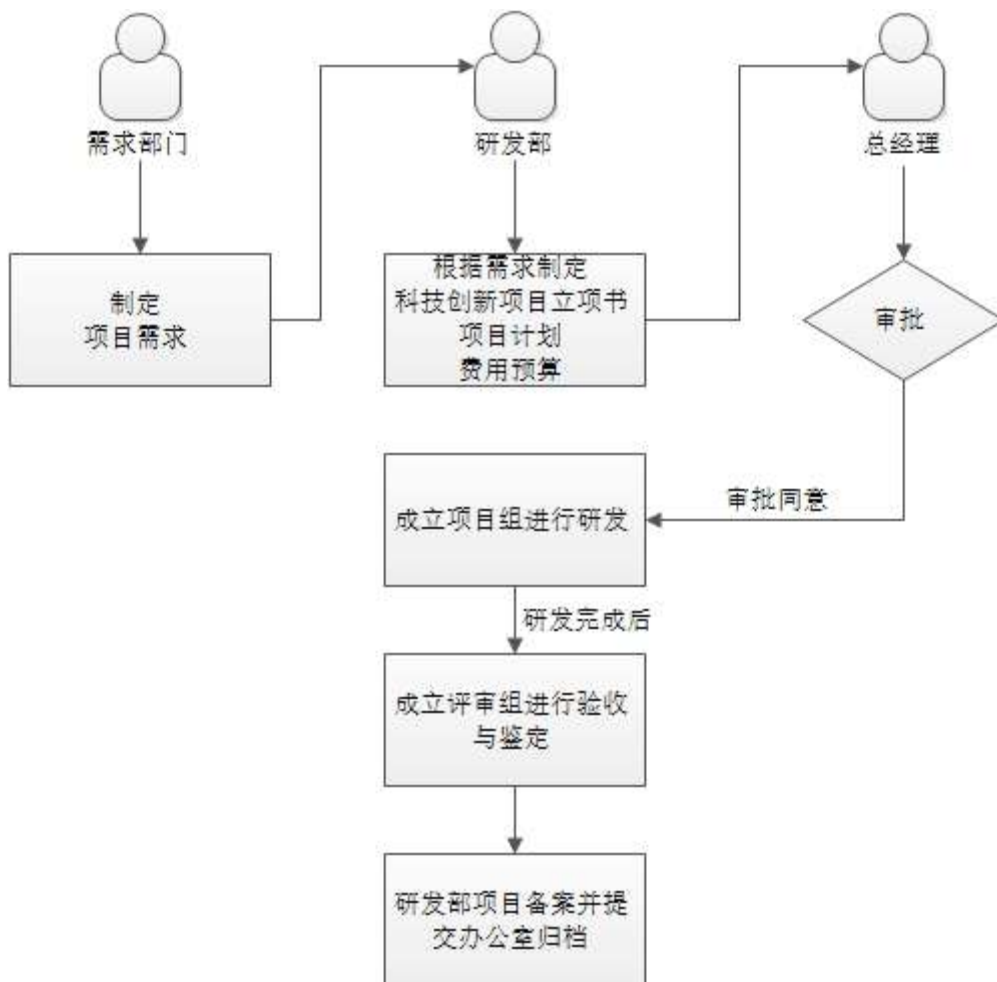 需求部门
研发部
总经理
制定
项目需求
根据需求制定
科技创新项目立项书
项目计划
费用预算
审批
审批同意
成立项目组进行研发
研发完成后
成立评审组进行验收
与鉴定
研发部项目备案并提
交办公室归档